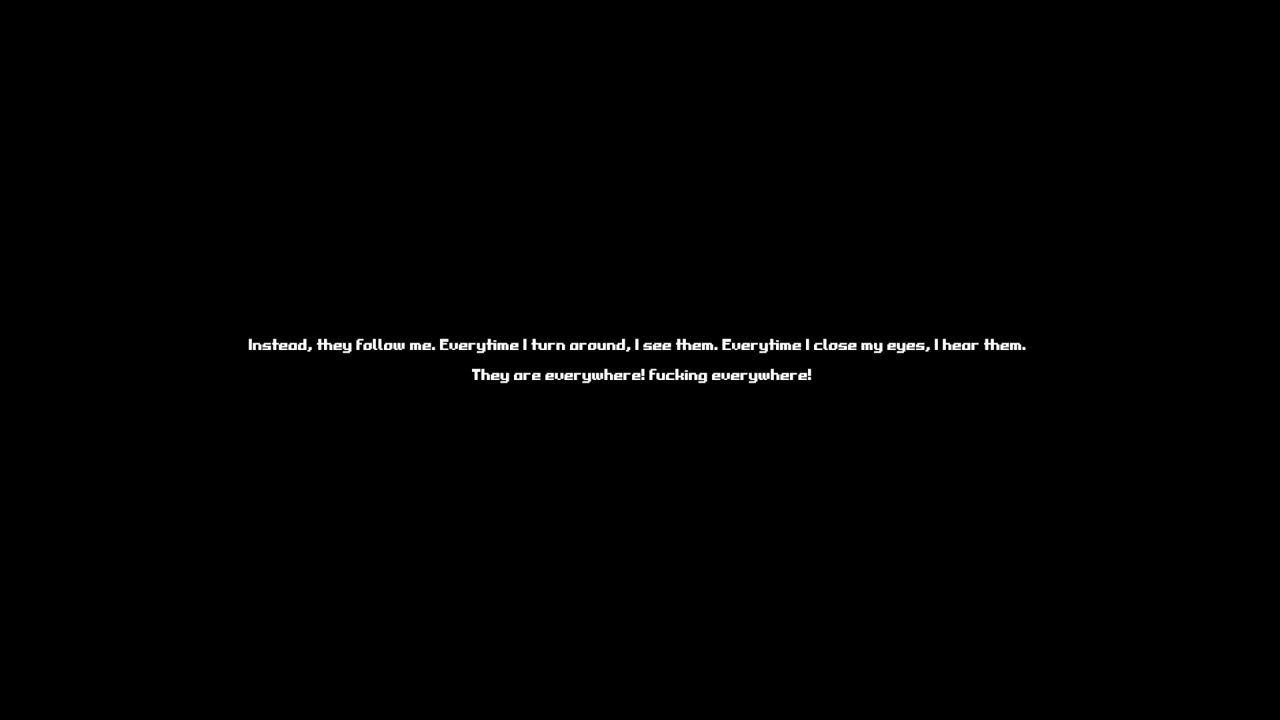 Instead, they follow me. Everytime I turn around, I see them. Everytime I close my eyes, I hear them.
They are everywhere! fucking everywhere!